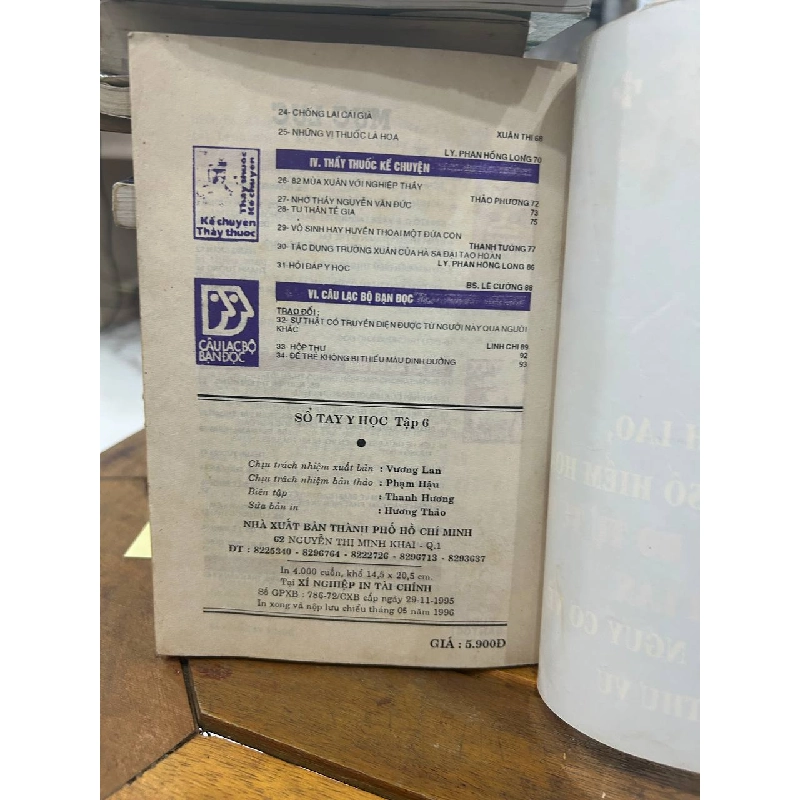 24- CHỐNG LẠI CÁI GIÀ
XUÂN THI 68
25- NHỮNG VỊ THUỐC LÀ HOA
LY. PHAN HỒNG LONG 70
IV. THẦY THUỐC KỂ CHUYỆN
26- 82 MÙA XUÂN VỚI NGHIỆP THẦY
THẢO PHƯƠNG 72
27- NHỚ THẦY NGUYỄN VĂN ĐỨC 73
28- TU THÂN TỀ GIA 75
29- VÔ SINH HAY HUYỀN THOẠI MỘT ĐỨA CON
THANH TƯỜNG 77
30- TÁC DỤNG TRƯỜNG XUÂN CỦA HÀ SA ĐẠI TẠO HOÀN
LY. PHAN HỒNG LONG 86
31- HỎI ĐÁP Y HỌC
BS. LÊ CƯỜNG 88
Thầy thuốc
Kể chuyện
Kể chuyện
Thầy thuốc
VI. CÂU LẠC BỘ BẠN ĐỌC
TRAO ĐỔI :
32- SỰ THẬT CÓ TRUYỀN ĐIỆN ĐƯỢC TỪ NGƯỜI NÀY QUA NGƯỜI
KHÁC
LINH CHI 89
33- HỘP THƯ 92
34- ĐỂ TRẺ KHÔNG BỊ THIẾU MÁU DINH DƯỠNG 93
CÂU LẠC BỘ
BẠN ĐỌC
SỔ TAY Y HỌC Tập 6
Chịu trách nhiệm xuất bản : Vương Lan
Chịu trách nhiệm bản thảo : Phạm Hậu
Biên tập : Thanh Hương
Sửa bản in : Hương Thảo
NHÀ XUẤT BẢN THÀNH PHỐ HỒ CHÍ MINH
62 NGUYỄN THỊ MINH KHAI - Q.1
ĐT : 8225340 - 8296764 - 8222726 - 8296713 - 8293637
In 4.000 cuốn, khổ 14,5 x 20,5 cm.
Tại XÍ NGHIỆP IN TÀI CHÍNH
Số GPXB : 786-72/CXB cấp ngày 29-11-1995
In xong và nộp lưu chiểu tháng 05 năm 1996
GIÁ : 5.900Đ